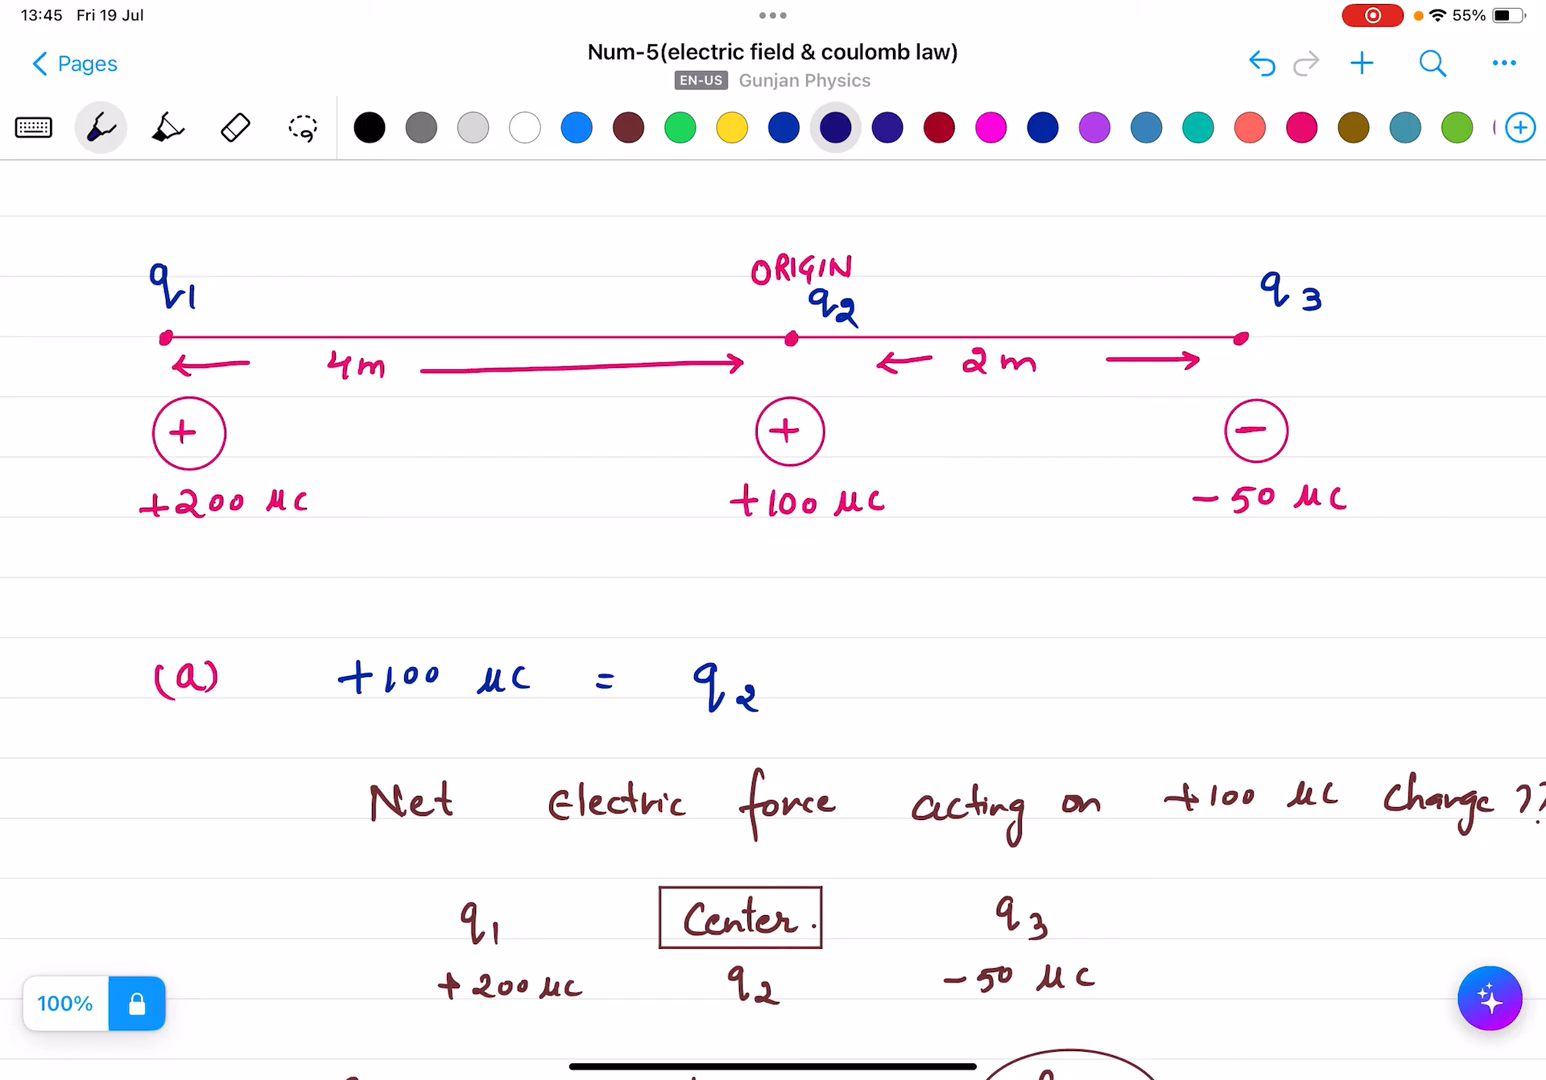 13:45 Fri 19 Jul
55%
Pages
Num-5(electric field & coulomb law)
EN-US Gunjan Physics
q1 ORIGIN q2 q3
4m 2m
+ + -
+200 μC +100 μC -50 μC
(a) +100 μC = q2
Net Electric force acting on +100 μC Charge ??
q1 Center. q3
+200 μC q2 -50 μC
100%